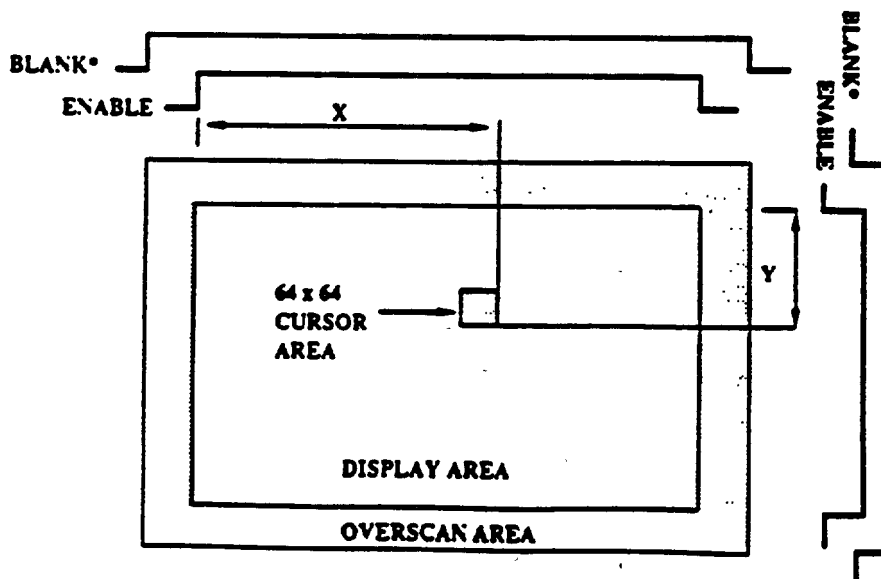 BLANK*
ENABLE
X
BLANK*
ENABLE
Y
64 x 64
CURSOR
AREA
DISPLAY AREA
OVERSCAN AREA